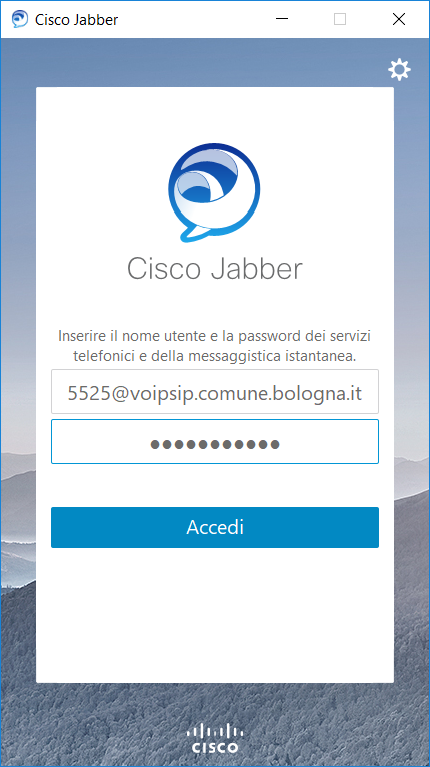 Cisco Jabber
Cisco Jabber
Inserire il nome utente e la password dei servizi
telefonici e della messaggistica istantanea.
5525@voipsip.comune.bologna.it
●●●●●●●●●●●
Accedi
CISCO